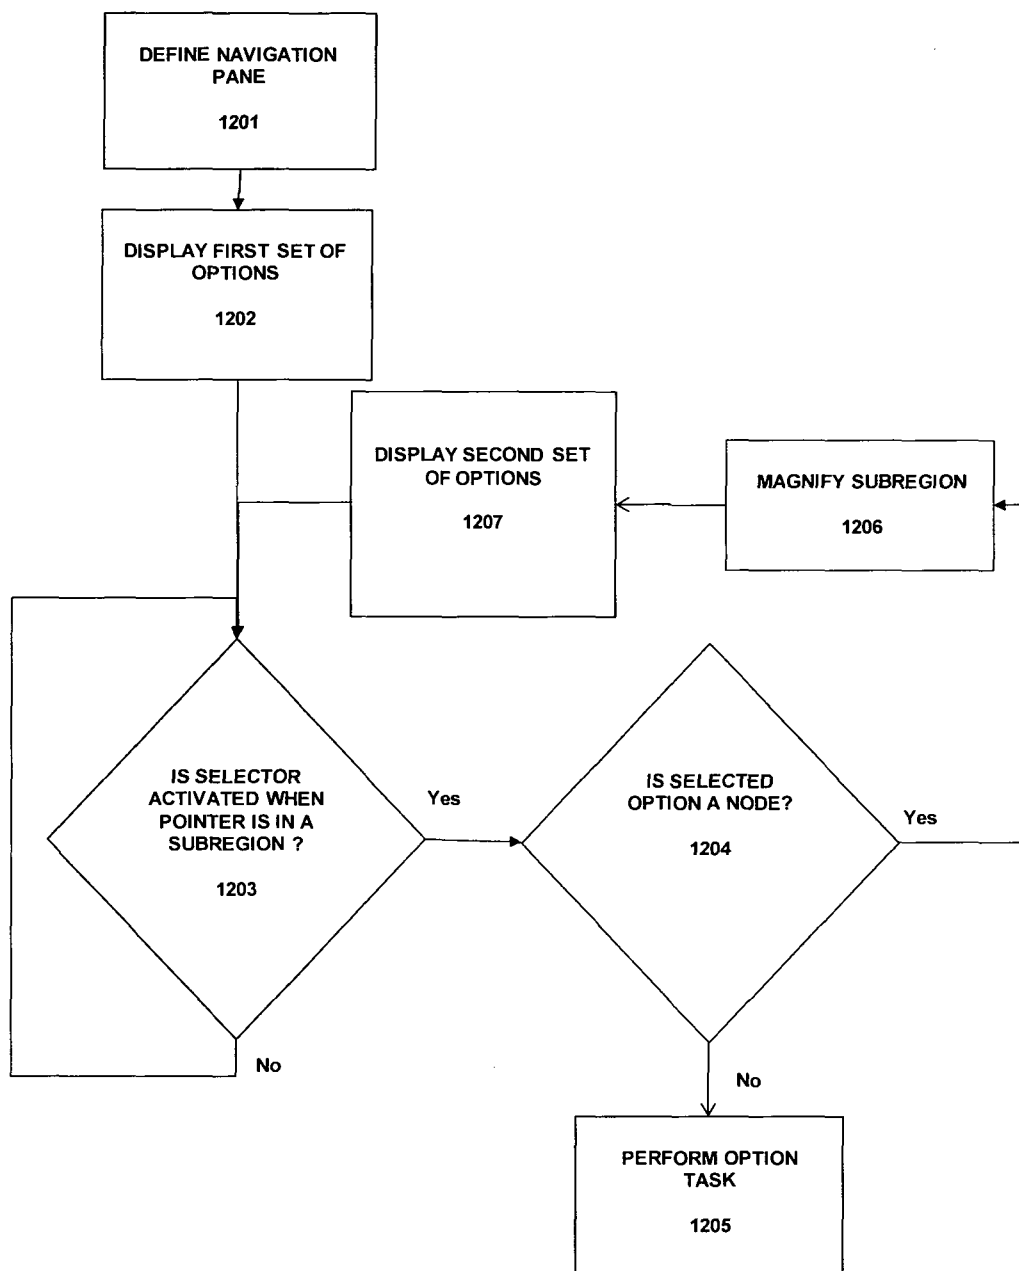 DEFINE NAVIGATION
PANE
1201
DISPLAY FIRST SET OF
OPTIONS
1202
DISPLAY SECOND SET
OF OPTIONS
1207
MAGNIFY SUBREGION
1206
IS SELECTOR
ACTIVATED WHEN
POINTER IS IN A
SUBREGION ?
1203
Yes
No
IS SELECTED
OPTION A NODE?
1204
Yes
No
PERFORM OPTION
TASK
1205